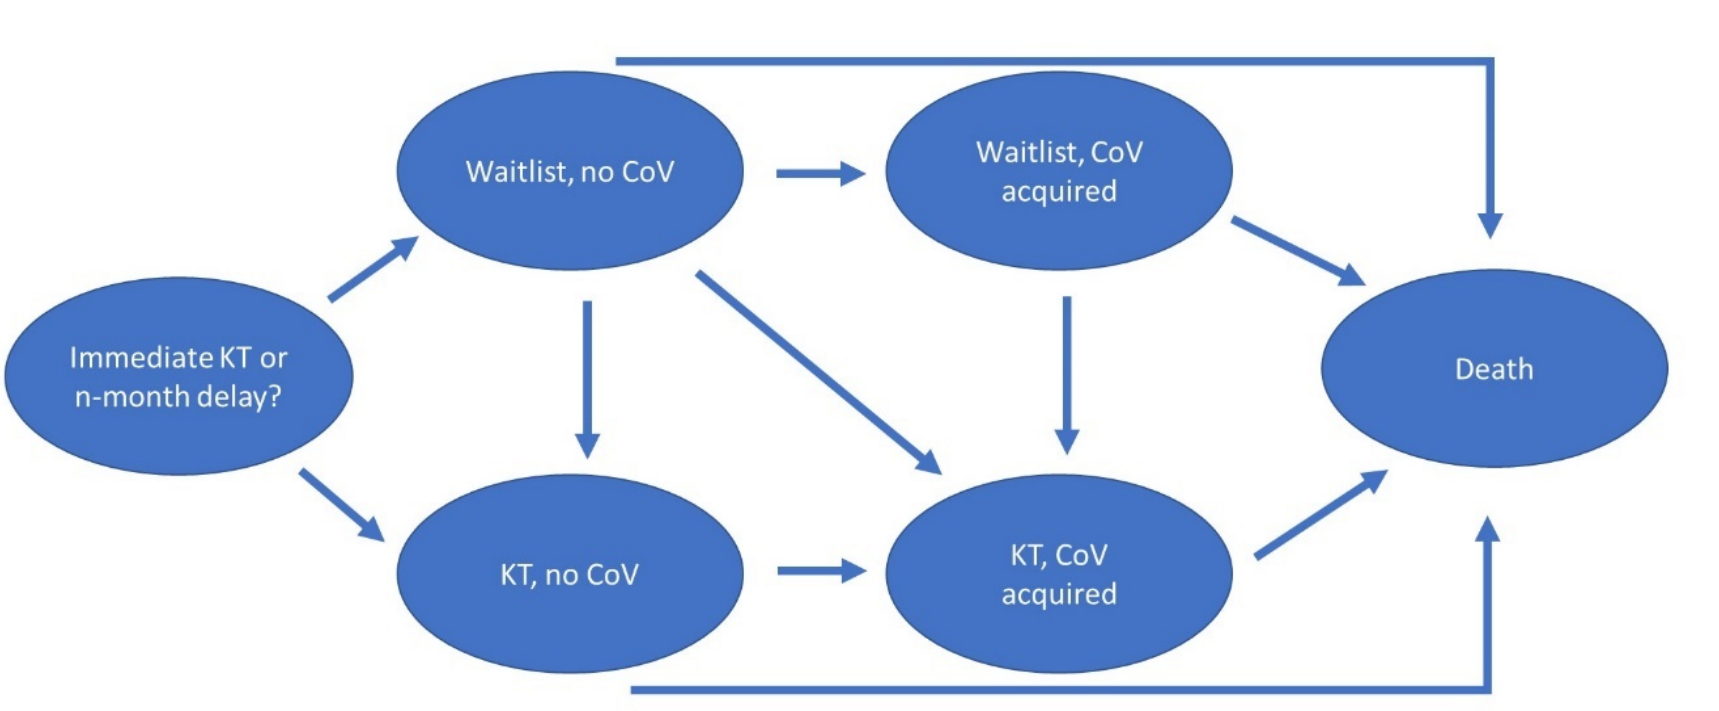 Waitlist, no CoV
Waitlist, CoV
acquired
Immediate KT or
n-month delay?
Death
KT, no CoV
KT, CoV
acquired